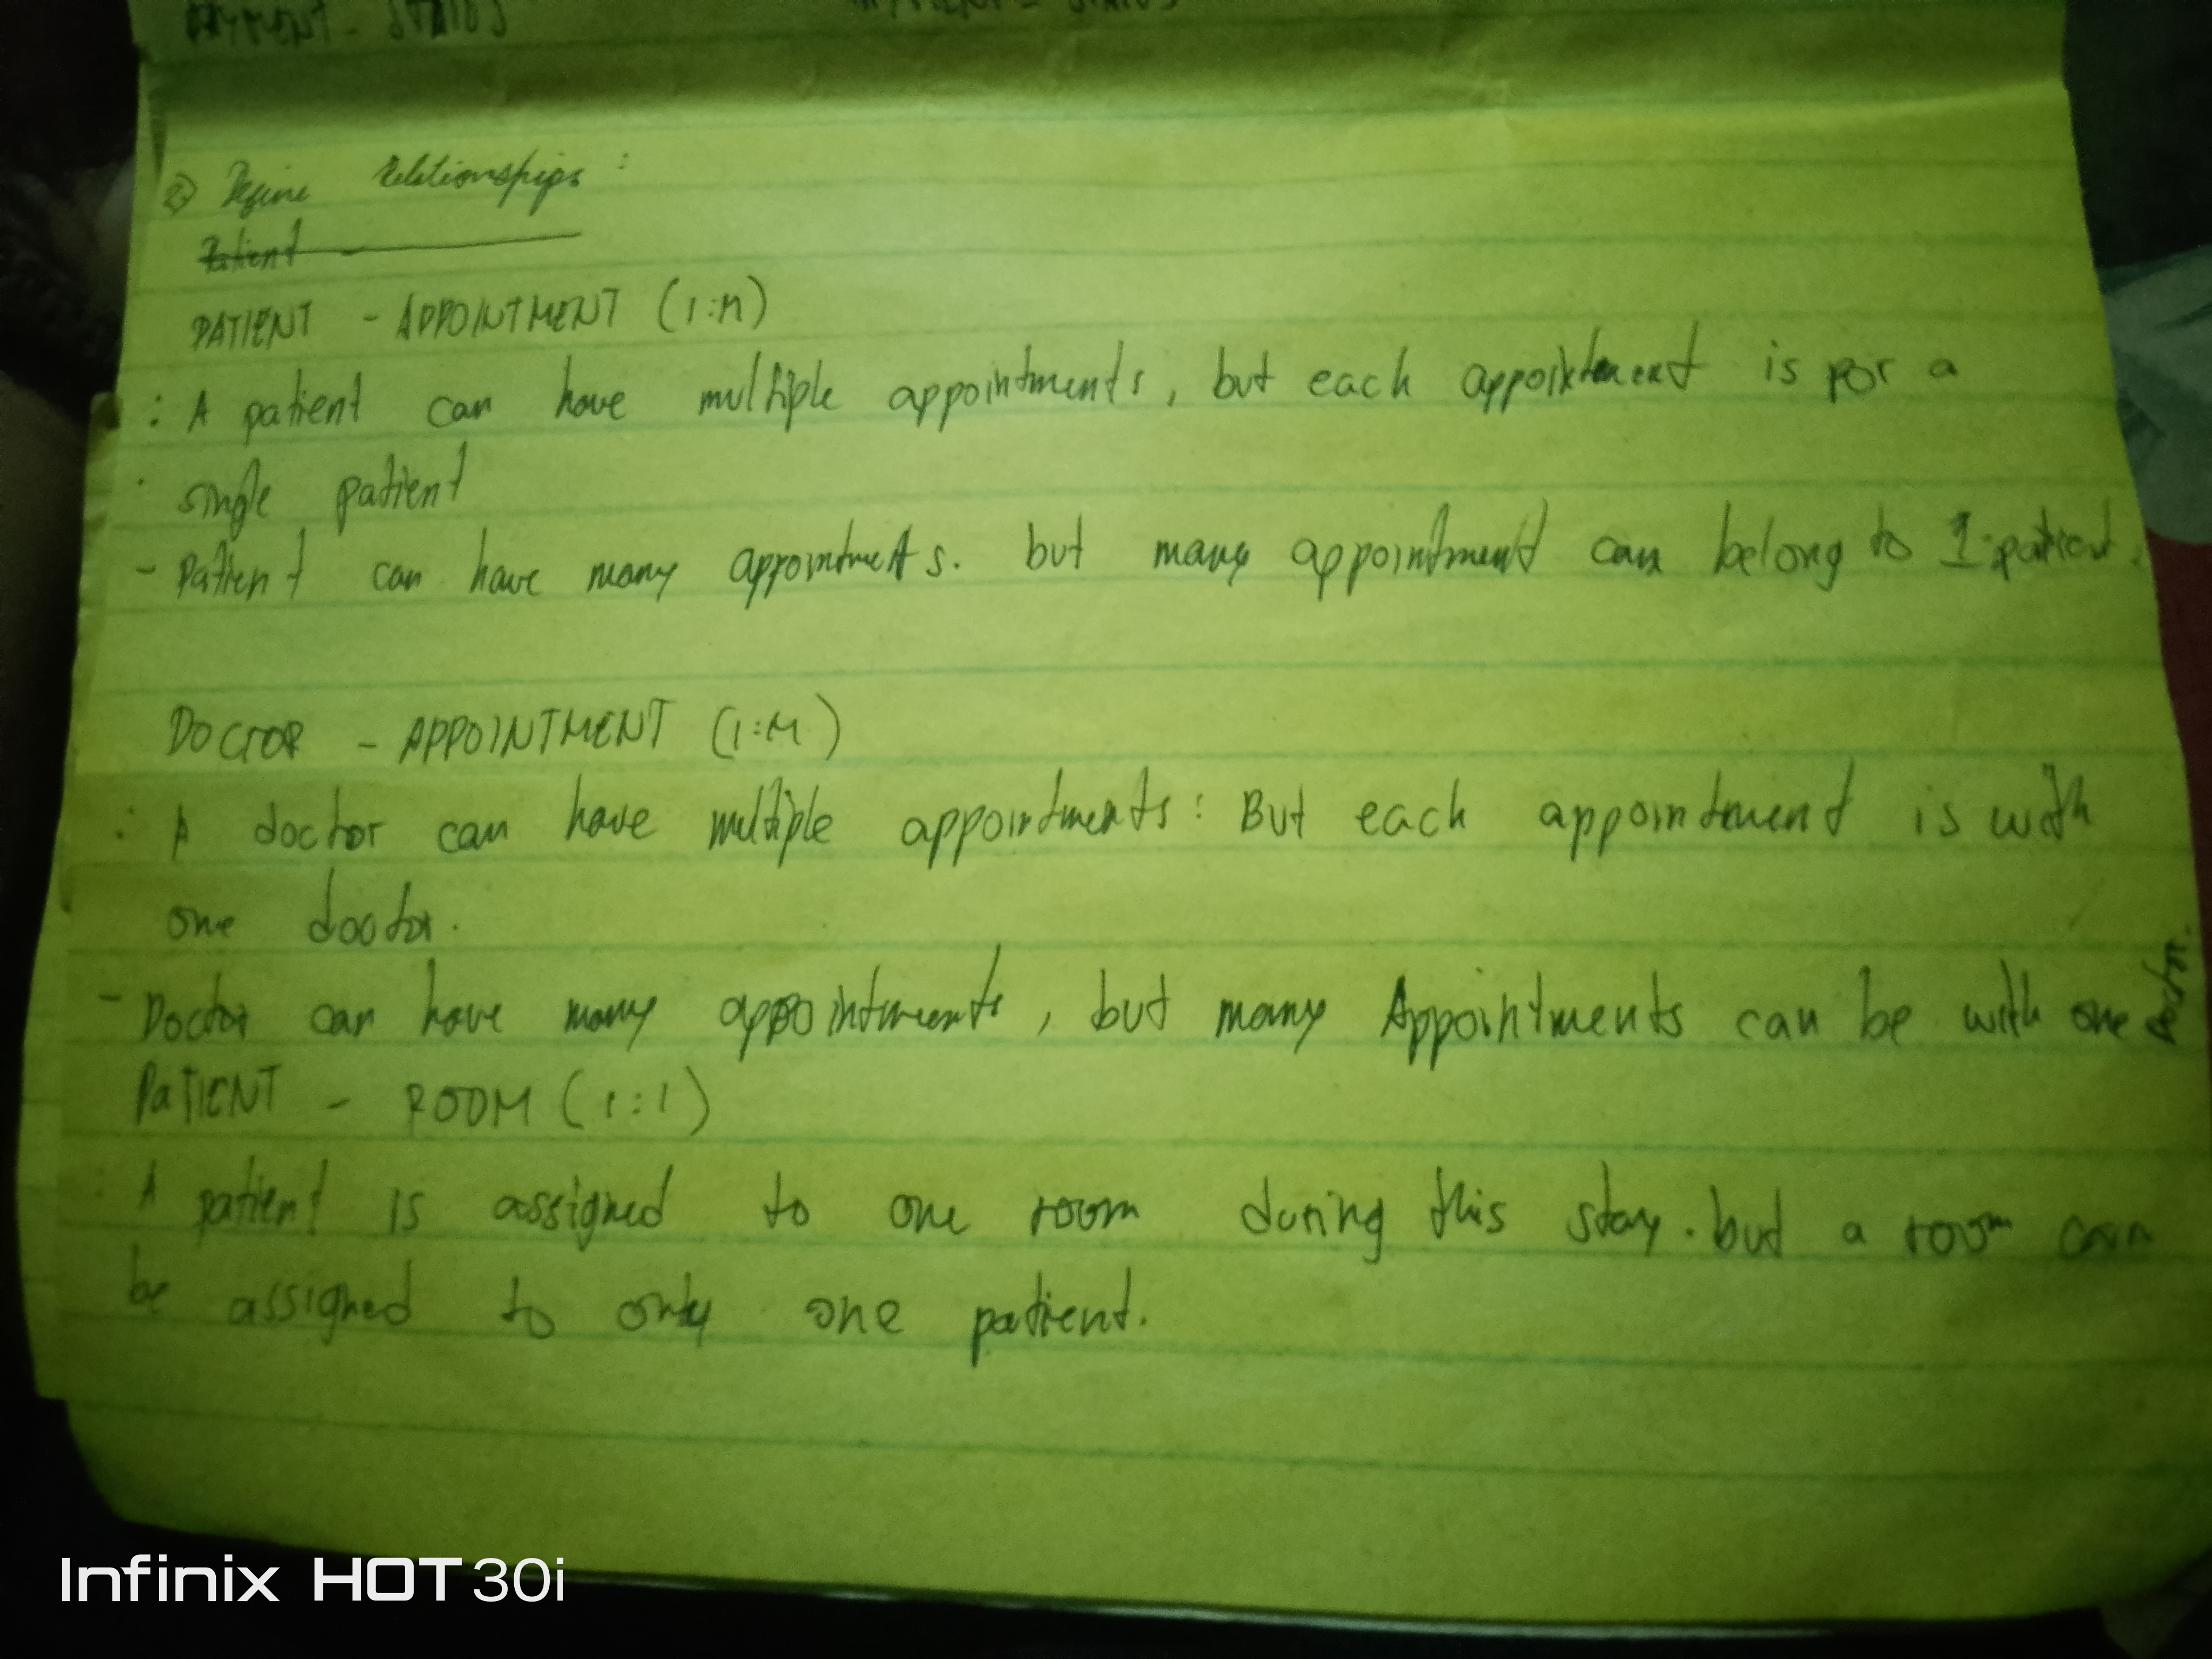 PAYMENT - STATUS
2) Define Relationships:
Patient -
PATIENT - APPOINTMENT (1:M)
: A patient can have multiple appointments, but each appointment is for a
single patient
- Patient can have many appointments. but many appointment can belong to 1 patient.
DOCTOR - APPOINTMENT (1:M)
: A doctor can have multiple appointments: But each appointment is with
one doctor.
- Doctor can have many appointments, but many Appointments can be with one Doctor.
PATIENT - ROOM (1:1)
: A patient is assigned to one room during this stay. but a room can
be assigned to only one patient.
Infinix HOT 30i